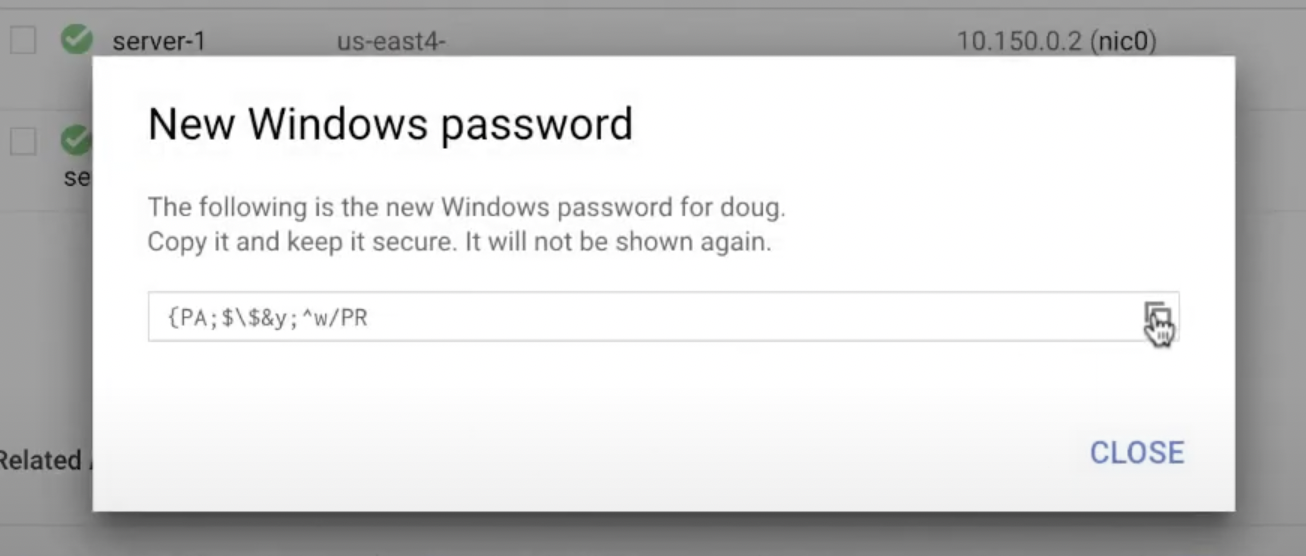 server-1 us-east4- 10.150.0.2 (nic0)
New Windows password
se
The following is the new Windows password for doug.
Copy it and keep it secure. It will not be shown again.
{PA;$\$&y;^w/PR
CLOSE
Related